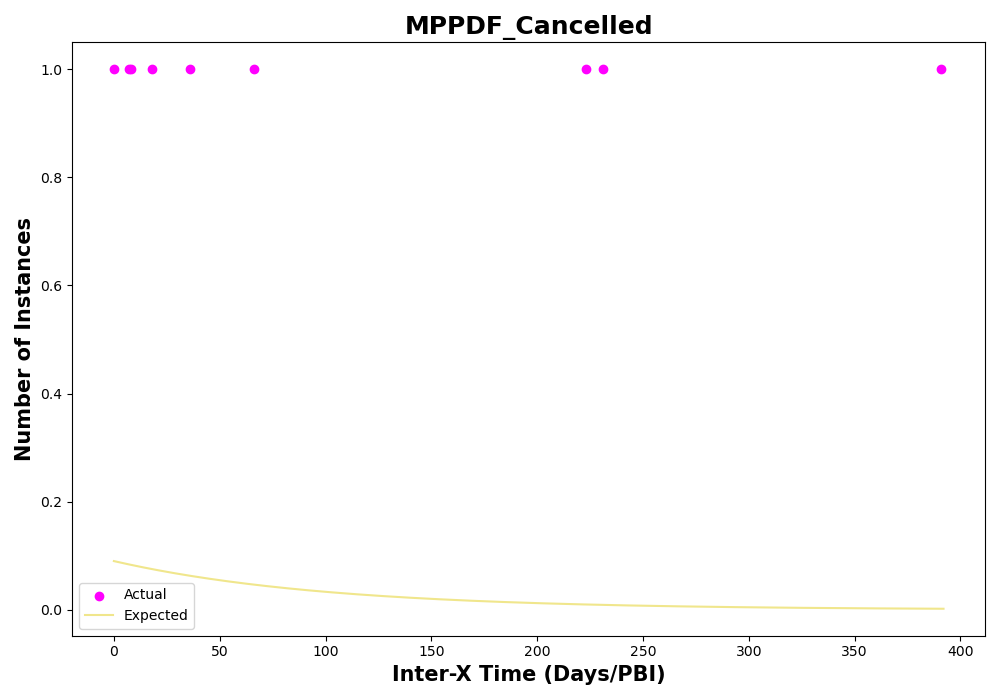 MPPDF_Cancelled
Number of Instances
1.0
0.8
0.6
0.4
0.2
0.0
Actual
Expected
0 50 100 150 200 250 300 350 400
Inter-X Time (Days/PBI)